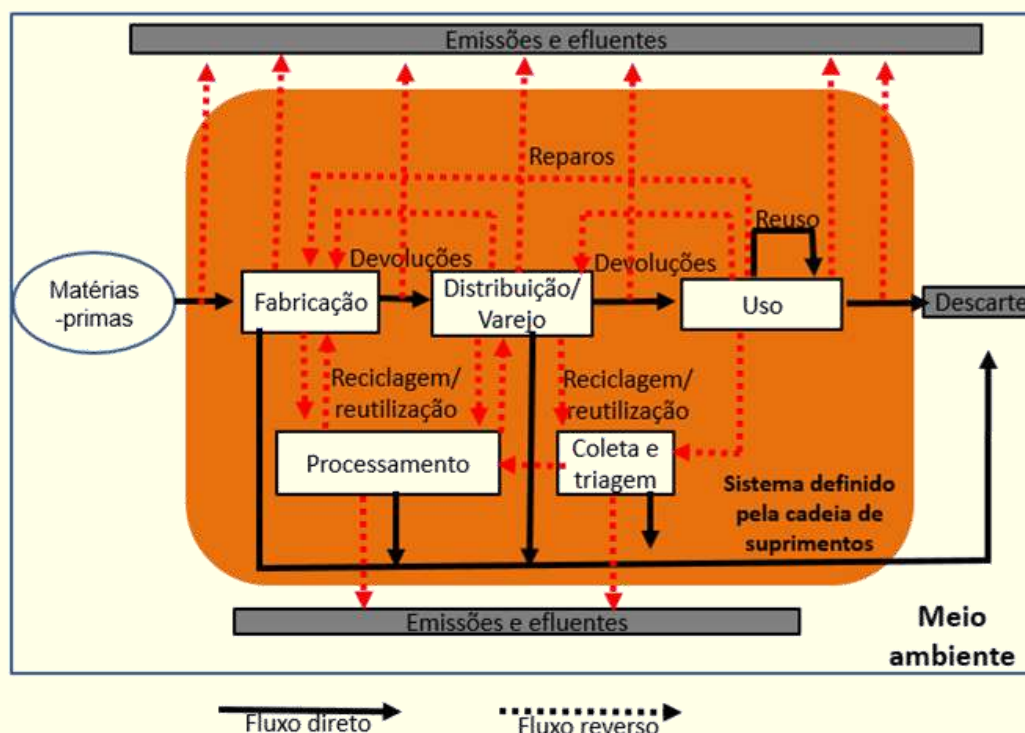 Emissões e efluentes
Reparos
Reuso
Devoluções
Devoluções
Matérias
-primas
Fabricação
Distribuição/
Varejo
Uso
Descarte
Reciclagem/
reutilização
Reciclagem/
reutilização
Processamento
Coleta e
triagem
Sistema definido
pela cadeia de
suprimentos
Emissões e efluentes
Meio
ambiente
Fluxo direto
Fluxo reverso